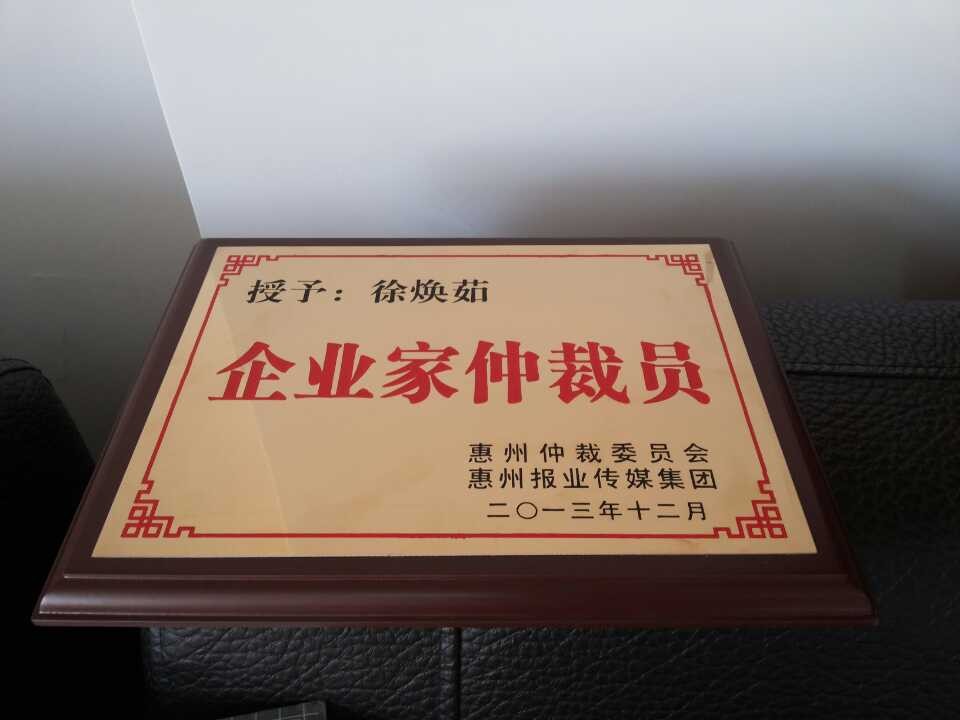 授予：徐焕茹
企业家仲裁员
惠州仲裁委员会
惠州报业传媒集团
二〇一三年十二月